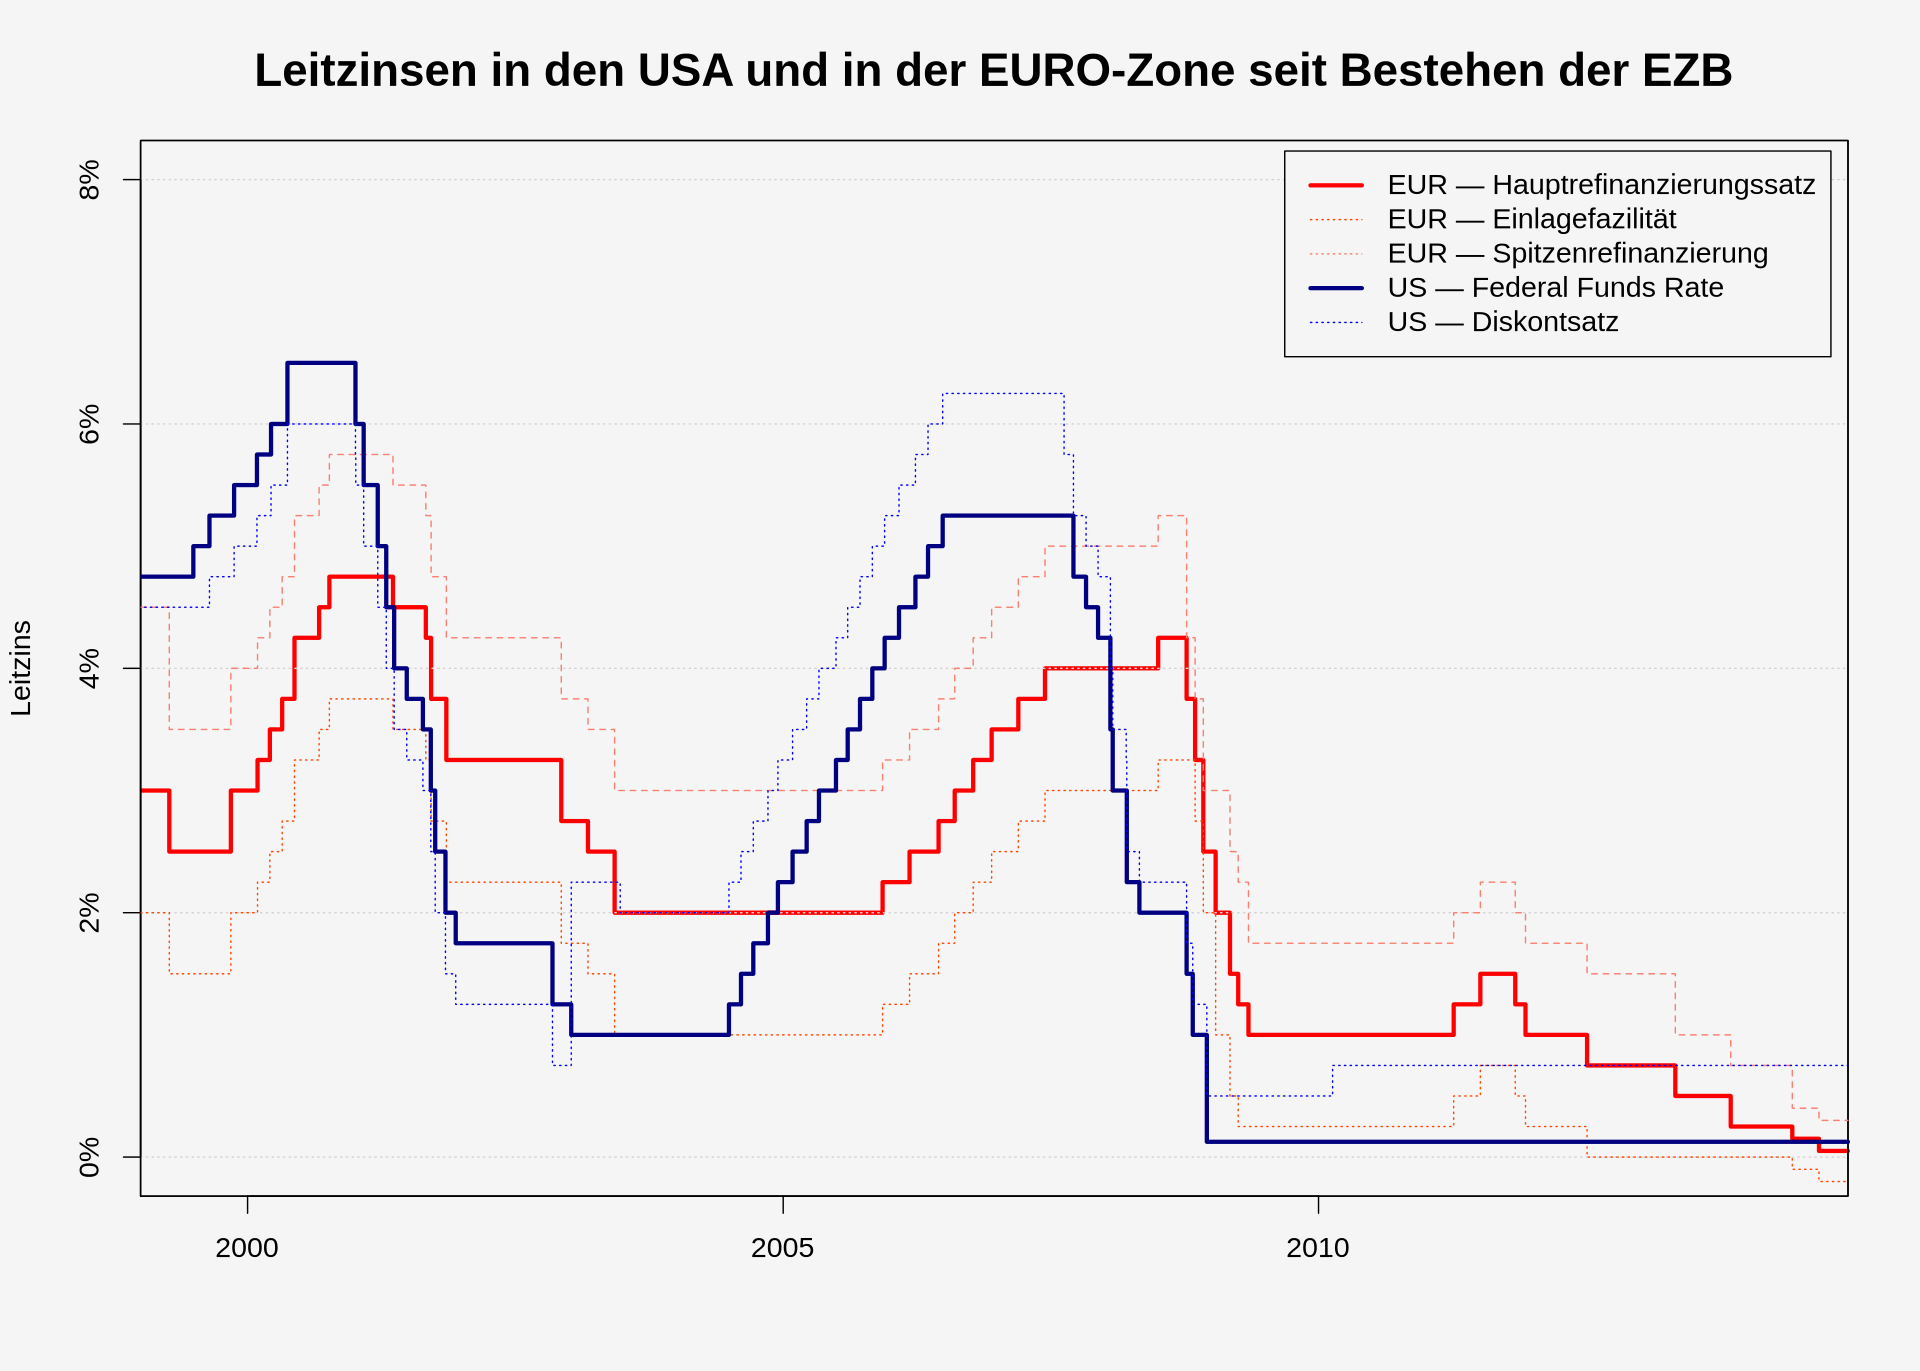 Leitzinsen in den USA und in der EURO-Zone seit Bestehen der EZB
EUR — Hauptrefinanzierungssatz
EUR — Einlagefazilität
EUR — Spitzenrefinanzierung
US — Federal Funds Rate
US — Diskontsatz
8%
6%
4%
2%
0%
Leitzins
2000
2005
2010